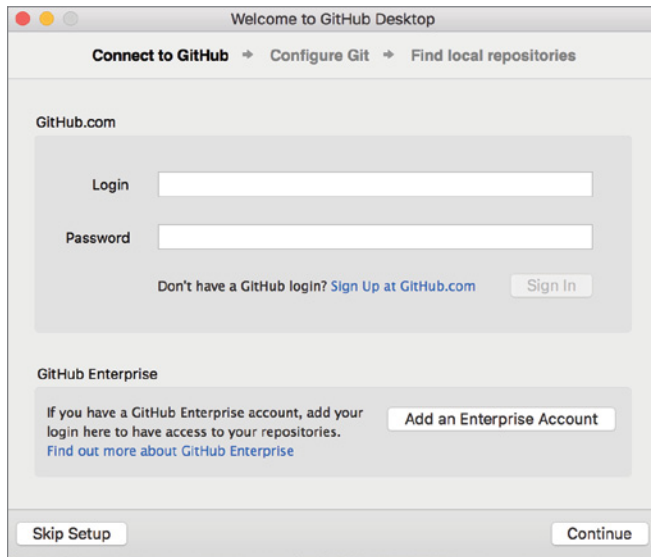 Welcome to GitHub Desktop
Connect to GitHub → Configure Git → Find local repositories
GitHub.com
Login
Password
Don't have a GitHub login? Sign Up at GitHub.com Sign In
GitHub Enterprise
If you have a GitHub Enterprise account, add your
login here to have access to your repositories.
Find out more about GitHub Enterprise
Add an Enterprise Account
Skip Setup Continue